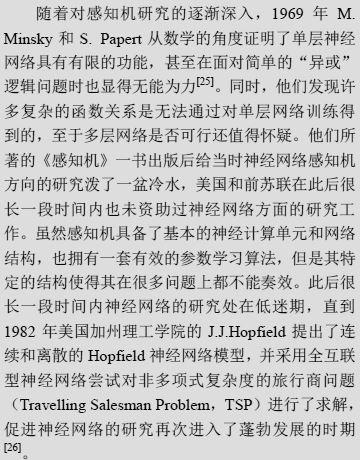 随着对感知机研究的逐渐深入，1969 年 M.
Minsky 和 S. Papert 从数学的角度证明了单层神经
网络具有有限的功能，甚至在面对简单的“异或”
逻辑问题时也显得无能为力[25]。同时，他们发现许
多复杂的函数关系是无法通过对单层网络训练得
到的，至于多层网络是否可行还值得怀疑。他们所
著的《感知机》一书出版后给当时神经网络感知机
方向的研究泼了一盆冷水，美国和前苏联在此后很
长一段时间内也未资助过神经网络方面的研究工
作。虽然感知机具备了基本的神经计算单元和网络
结构，也拥有一套有效的参数学习算法，但是其特
定的结构使得其在很多问题上都不能奏效。此后很
长一段时间内神经网络的研究处在低迷期，直到
1982 年美国加州理工学院的 J.J.Hopfield 提出了连
续和离散的 Hopfield 神经网络模型，并采用全互联
型神经网络尝试对非多项式复杂度的旅行商问题
（Travelling Salesman Problem，TSP）进行了求解，
促进神经网络的研究再次进入了蓬勃发展的时期
[26]。